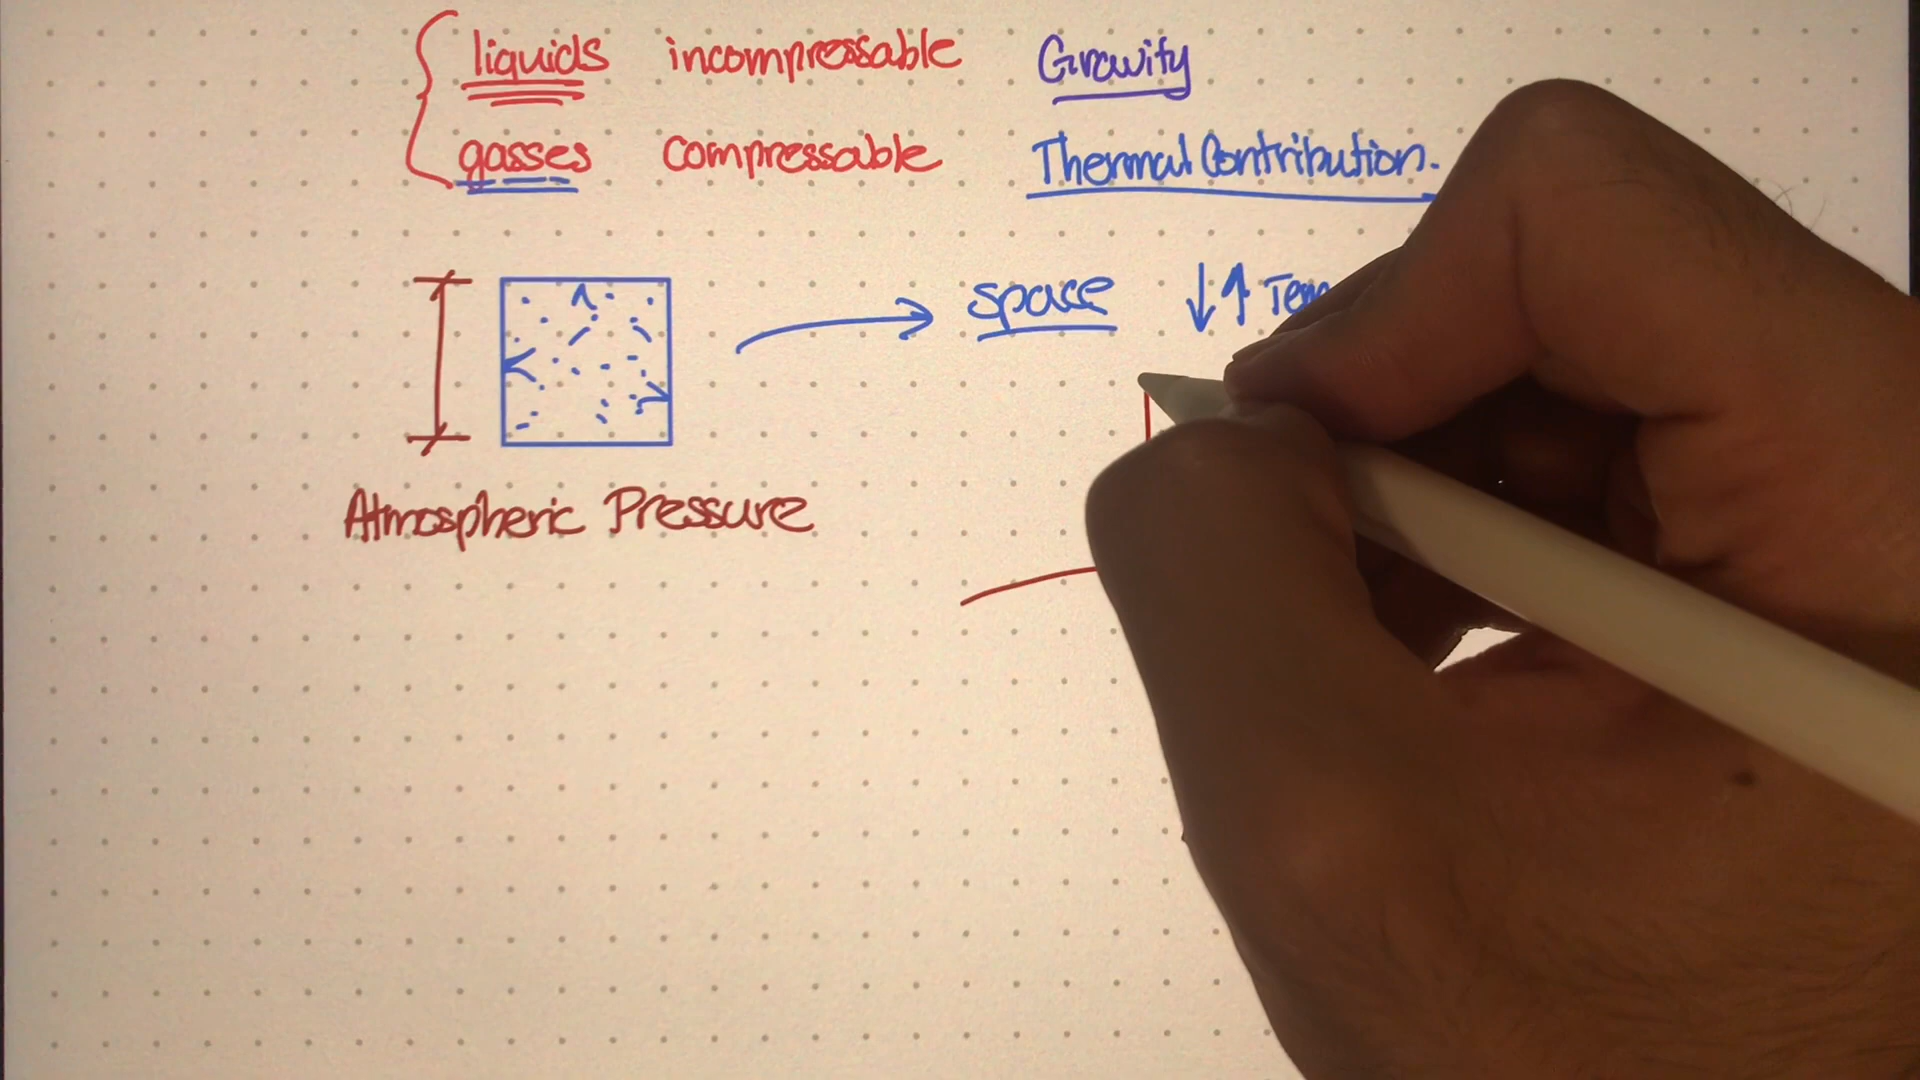 liquids incompressable Gravity
gasses compressable Thermal Contribution.
space
Atmospheric Pressure